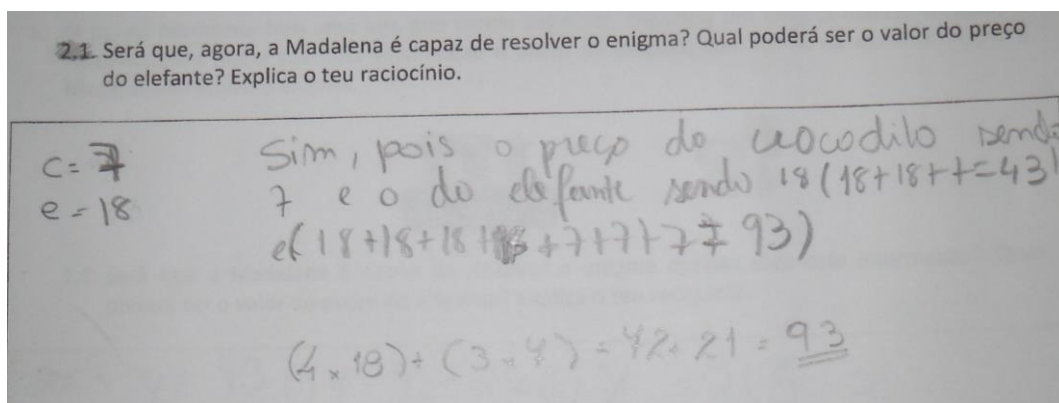 2.1. Será que, agora, a Madalena é capaz de resolver o enigma? Qual poderá ser o valor do preço
do elefante? Explica o teu raciocínio.
c = 7
e = 18
Sim, pois o preço do crocodilo sendo
7 e o do elefante sendo 18 (18+18+7=43)
e (18+18+18+18+7+7+7 = 93)
(4 × 18) + (3 × 7) = 72 + 21 = 93